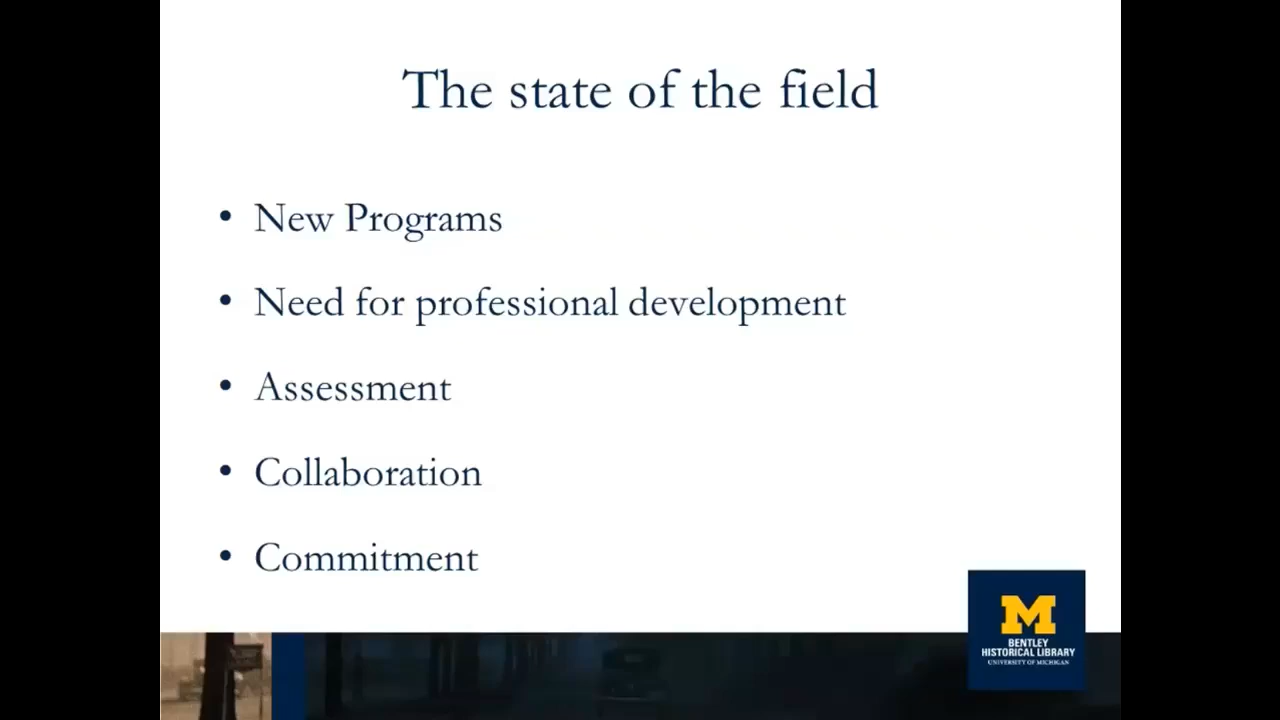 The state of the field
• New Programs
• Need for professional development
• Assessment
• Collaboration
• Commitment
M
BENTLEY
HISTORICAL LIBRARY
UNIVERSITY OF MICHIGAN